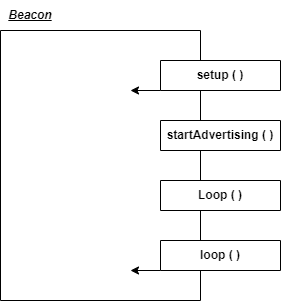 Beacon
setup ( )
startAdvertising ( )
Loop ( )
loop ( )